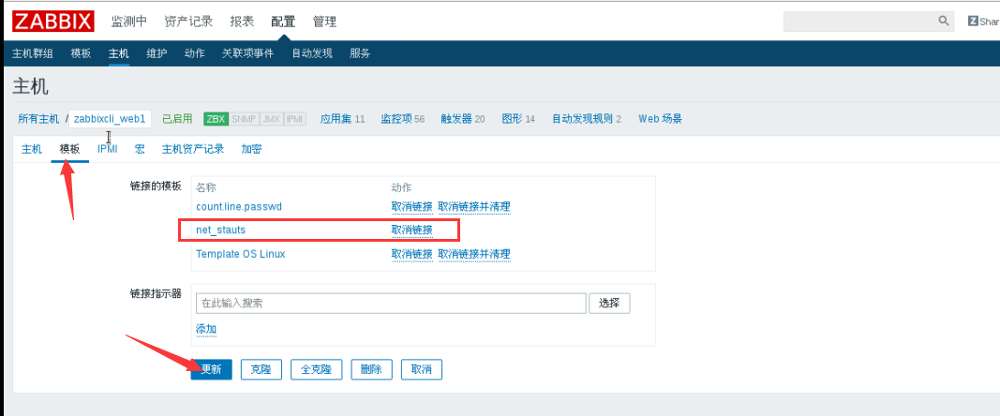 ZABBIX 监测中 资产记录 报表 配置 管理 Z Shar
主机群组 模板 主机 维护 动作 关联项事件 自动发现 服务
主机
所有主机 / zabbixcli_web1 已启用 ZBX SNMP JMX IPMI 应用集 11 监控项 56 触发器 20 图形 14 自动发现规则 2 Web 场景
主机 模板 IPMI 宏 主机资产记录 加密
链接的模板 名称 动作
count.line.passwd 取消链接 取消链接并清理
net_stauts 取消链接
Template OS Linux 取消链接 取消链接并清理
链接指示器
在此输入搜索 选择
添加
更新 克隆 全克隆 删除 取消